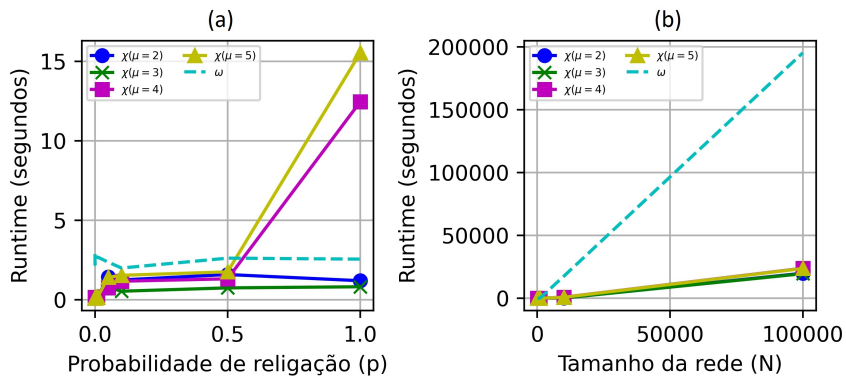 (a)
Runtime (segundos)
15
10
5
0
χ(μ = 2)
χ(μ = 3)
χ(μ = 4)
χ(μ = 5)
ω
0.0
0.5
1.0
Probabilidade de religação (p)
(b)
Runtime (segundos)
200000
150000
100000
50000
0
χ(μ = 2)
χ(μ = 3)
χ(μ = 4)
χ(μ = 5)
ω
0
50000
100000
Tamanho da rede (N)